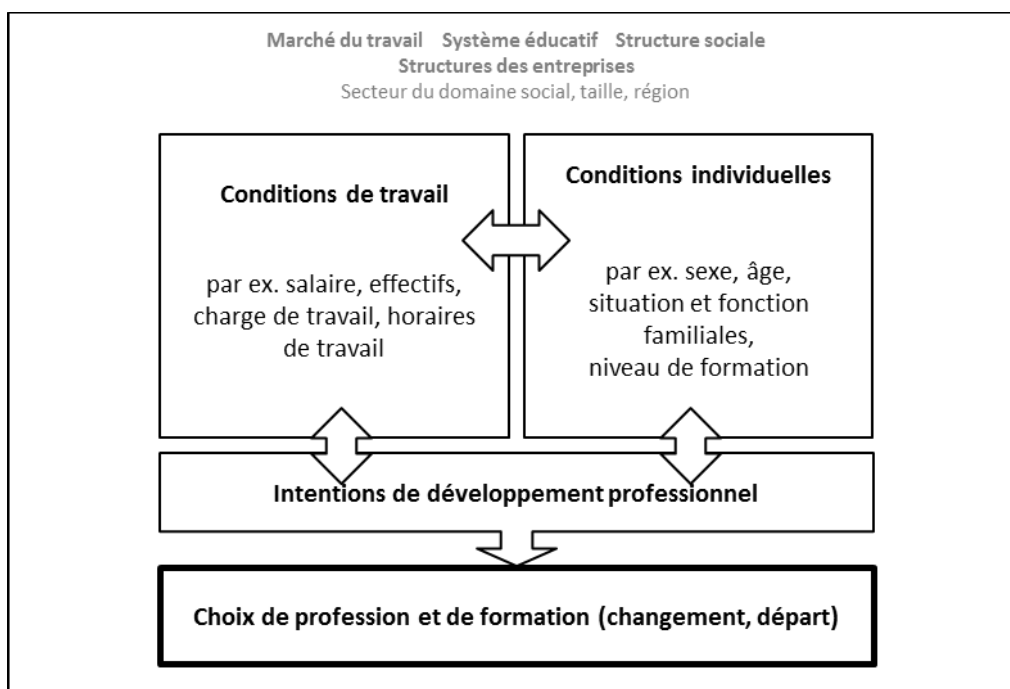 Marché du travail Système éducatif Structure sociale
Structures des entreprises
Secteur du domaine social, taille, région
Conditions de travail
par ex. salaire, effectifs,
charge de travail, horaires
de travail
Conditions individuelles
par ex. sexe, âge,
situation et fonction
familiales,
niveau de formation
Intentions de développement professionnel
Choix de profession et de formation (changement, départ)